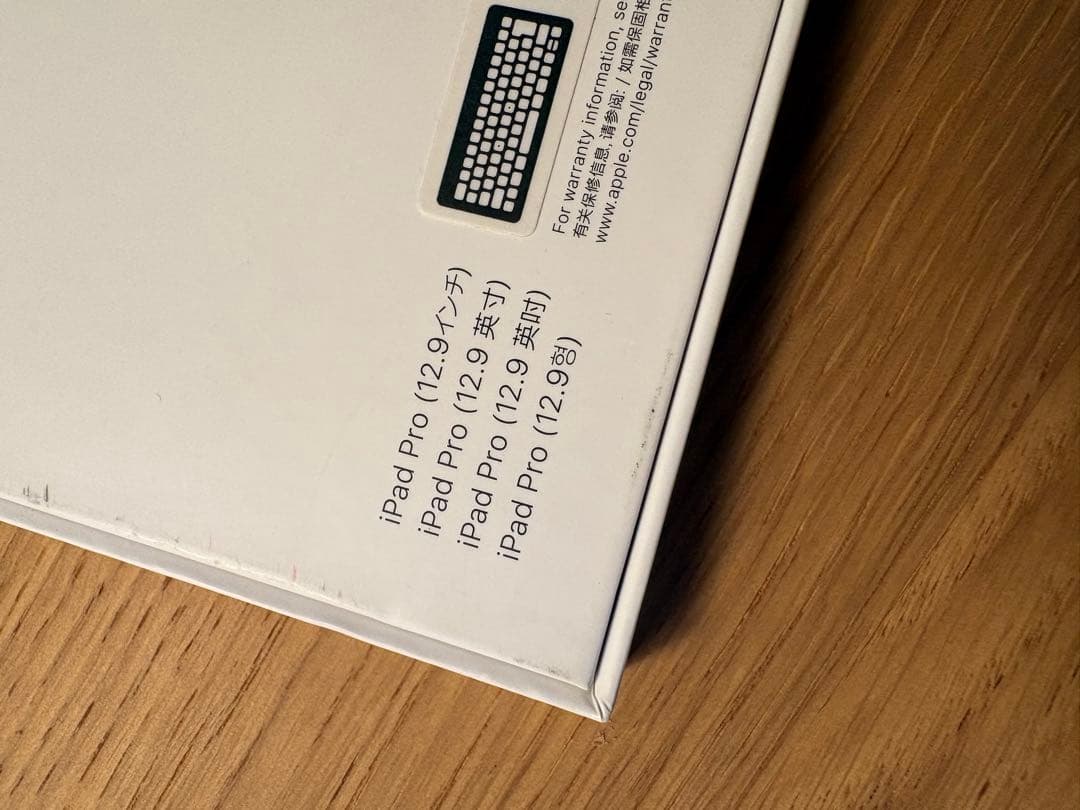 For warranty information, se
有关保修信息,请参阅: / 如需保固相
www.apple.com/legal/warran
iPad Pro (12.9インチ)
iPad Pro (12.9 英寸)
iPad Pro (12.9 英吋)
iPad Pro (12.9형)